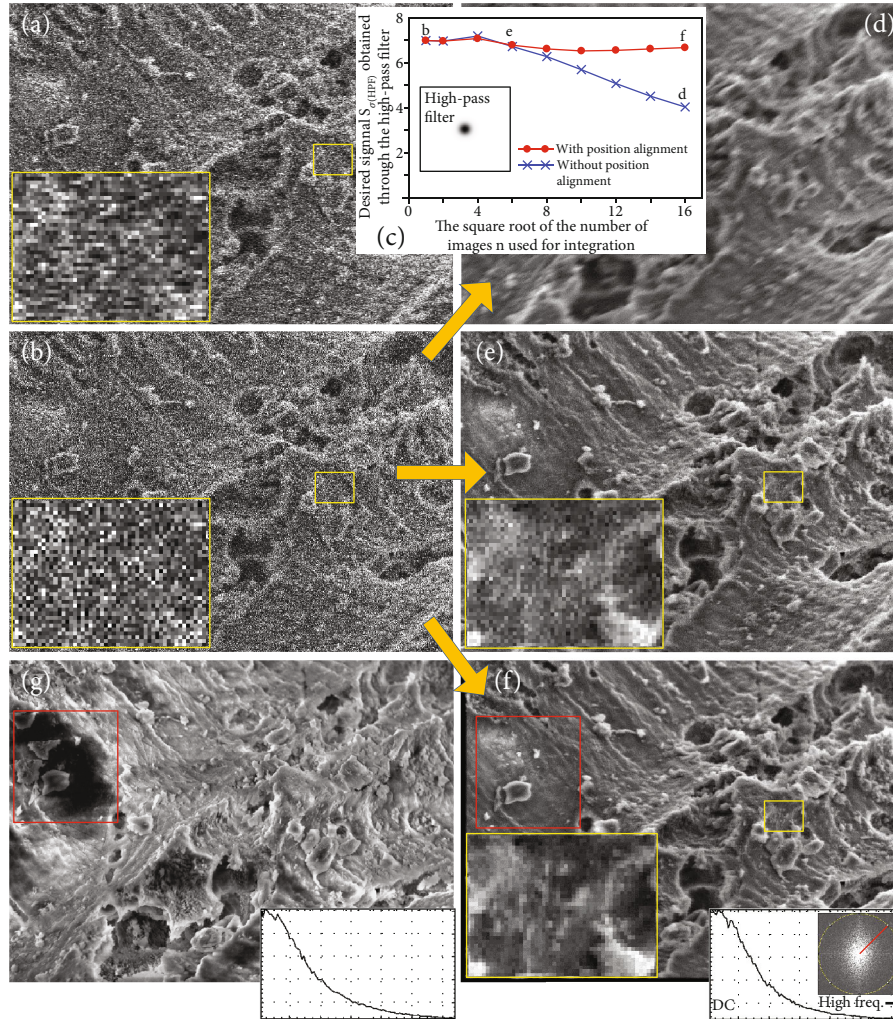 (a)
Desired signnal S_σ(HPF) obtained
through the high-pass filter
8
7
6
4
2
0
4
8
12
16
b
e
f
d
High-pass
filter
With position alignment
Without position
alignment
The square root of the number of
images n used for integration
(c)
(d)
(b)
(e)
(g)
(f)
DC
High freq.